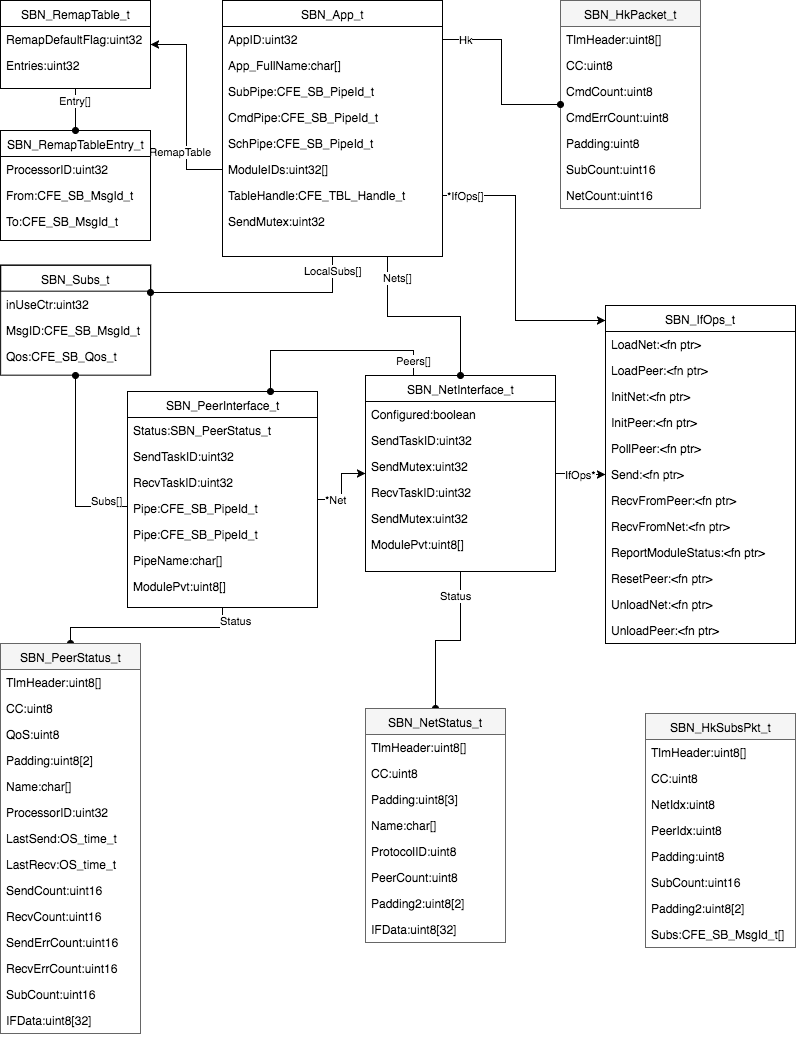 SBN_RemapTable_t
RemapDefaultFlag:uint32
Entries:uint32
Entry[]
SBN_RemapTableEntry_t
ProcessorID:uint32
From:CFE_SB_MsgId_t
To:CFE_SB_MsgId_t
RemapTable
SBN_App_t
AppID:uint32
App_FullName:char[]
SubPipe:CFE_SB_PipeId_t
CmdPipe:CFE_SB_PipeId_t
SchPipe:CFE_SB_PipeId_t
ModuleIDs:uint32[]
TableHandle:CFE_TBL_Handle_t
SendMutex:uint32
Hk
SBN_HkPacket_t
TlmHeader:uint8[]
CC:uint8
CmdCount:uint8
CmdErrCount:uint8
Padding:uint8
SubCount:uint16
NetCount:uint16
*IfOps[]
LocalSubs[]
Nets[]
SBN_Subs_t
inUseCtr:uint32
MsgID:CFE_SB_MsgId_t
Qos:CFE_SB_Qos_t
Peers[]
SBN_PeerInterface_t
Status:SBN_PeerStatus_t
SendTaskID:uint32
RecvTaskID:uint32
Pipe:CFE_SB_PipeId_t
Pipe:CFE_SB_PipeId_t
PipeName:char[]
ModulePvt:uint8[]
Subs[]
*Net
SBN_NetInterface_t
Configured:boolean
SendTaskID:uint32
SendMutex:uint32
RecvTaskID:uint32
SendMutex:uint32
ModulePvt:uint8[]
IfOps*
SBN_IfOps_t
LoadNet:<fn ptr>
LoadPeer:<fn ptr>
InitNet:<fn ptr>
InitPeer:<fn ptr>
PollPeer:<fn ptr>
Send:<fn ptr>
RecvFromPeer:<fn ptr>
RecvFromNet:<fn ptr>
ReportModuleStatus:<fn ptr>
ResetPeer:<fn ptr>
UnloadNet:<fn ptr>
UnloadPeer:<fn ptr>
Status
Status
SBN_PeerStatus_t
TlmHeader:uint8[]
CC:uint8
QoS:uint8
Padding:uint8[2]
Name:char[]
ProcessorID:uint32
LastSend:OS_time_t
LastRecv:OS_time_t
SendCount:uint16
RecvCount:uint16
SendErrCount:uint16
RecvErrCount:uint16
SubCount:uint16
IFData:uint8[32]
SBN_NetStatus_t
TlmHeader:uint8[]
CC:uint8
Padding:uint8[3]
Name:char[]
ProtocolID:uint8
PeerCount:uint8
Padding2:uint8[2]
IFData:uint8[32]
SBN_HkSubsPkt_t
TlmHeader:uint8[]
CC:uint8
NetIdx:uint8
PeerIdx:uint8
Padding:uint8
SubCount:uint16
Padding2:uint8[2]
Subs:CFE_SB_MsgId_t[]